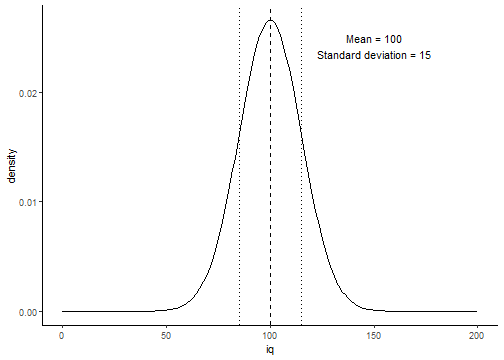 Mean = 100
Standard deviation = 15
density
0.02
0.01
0.00
0 50 100 150 200
iq